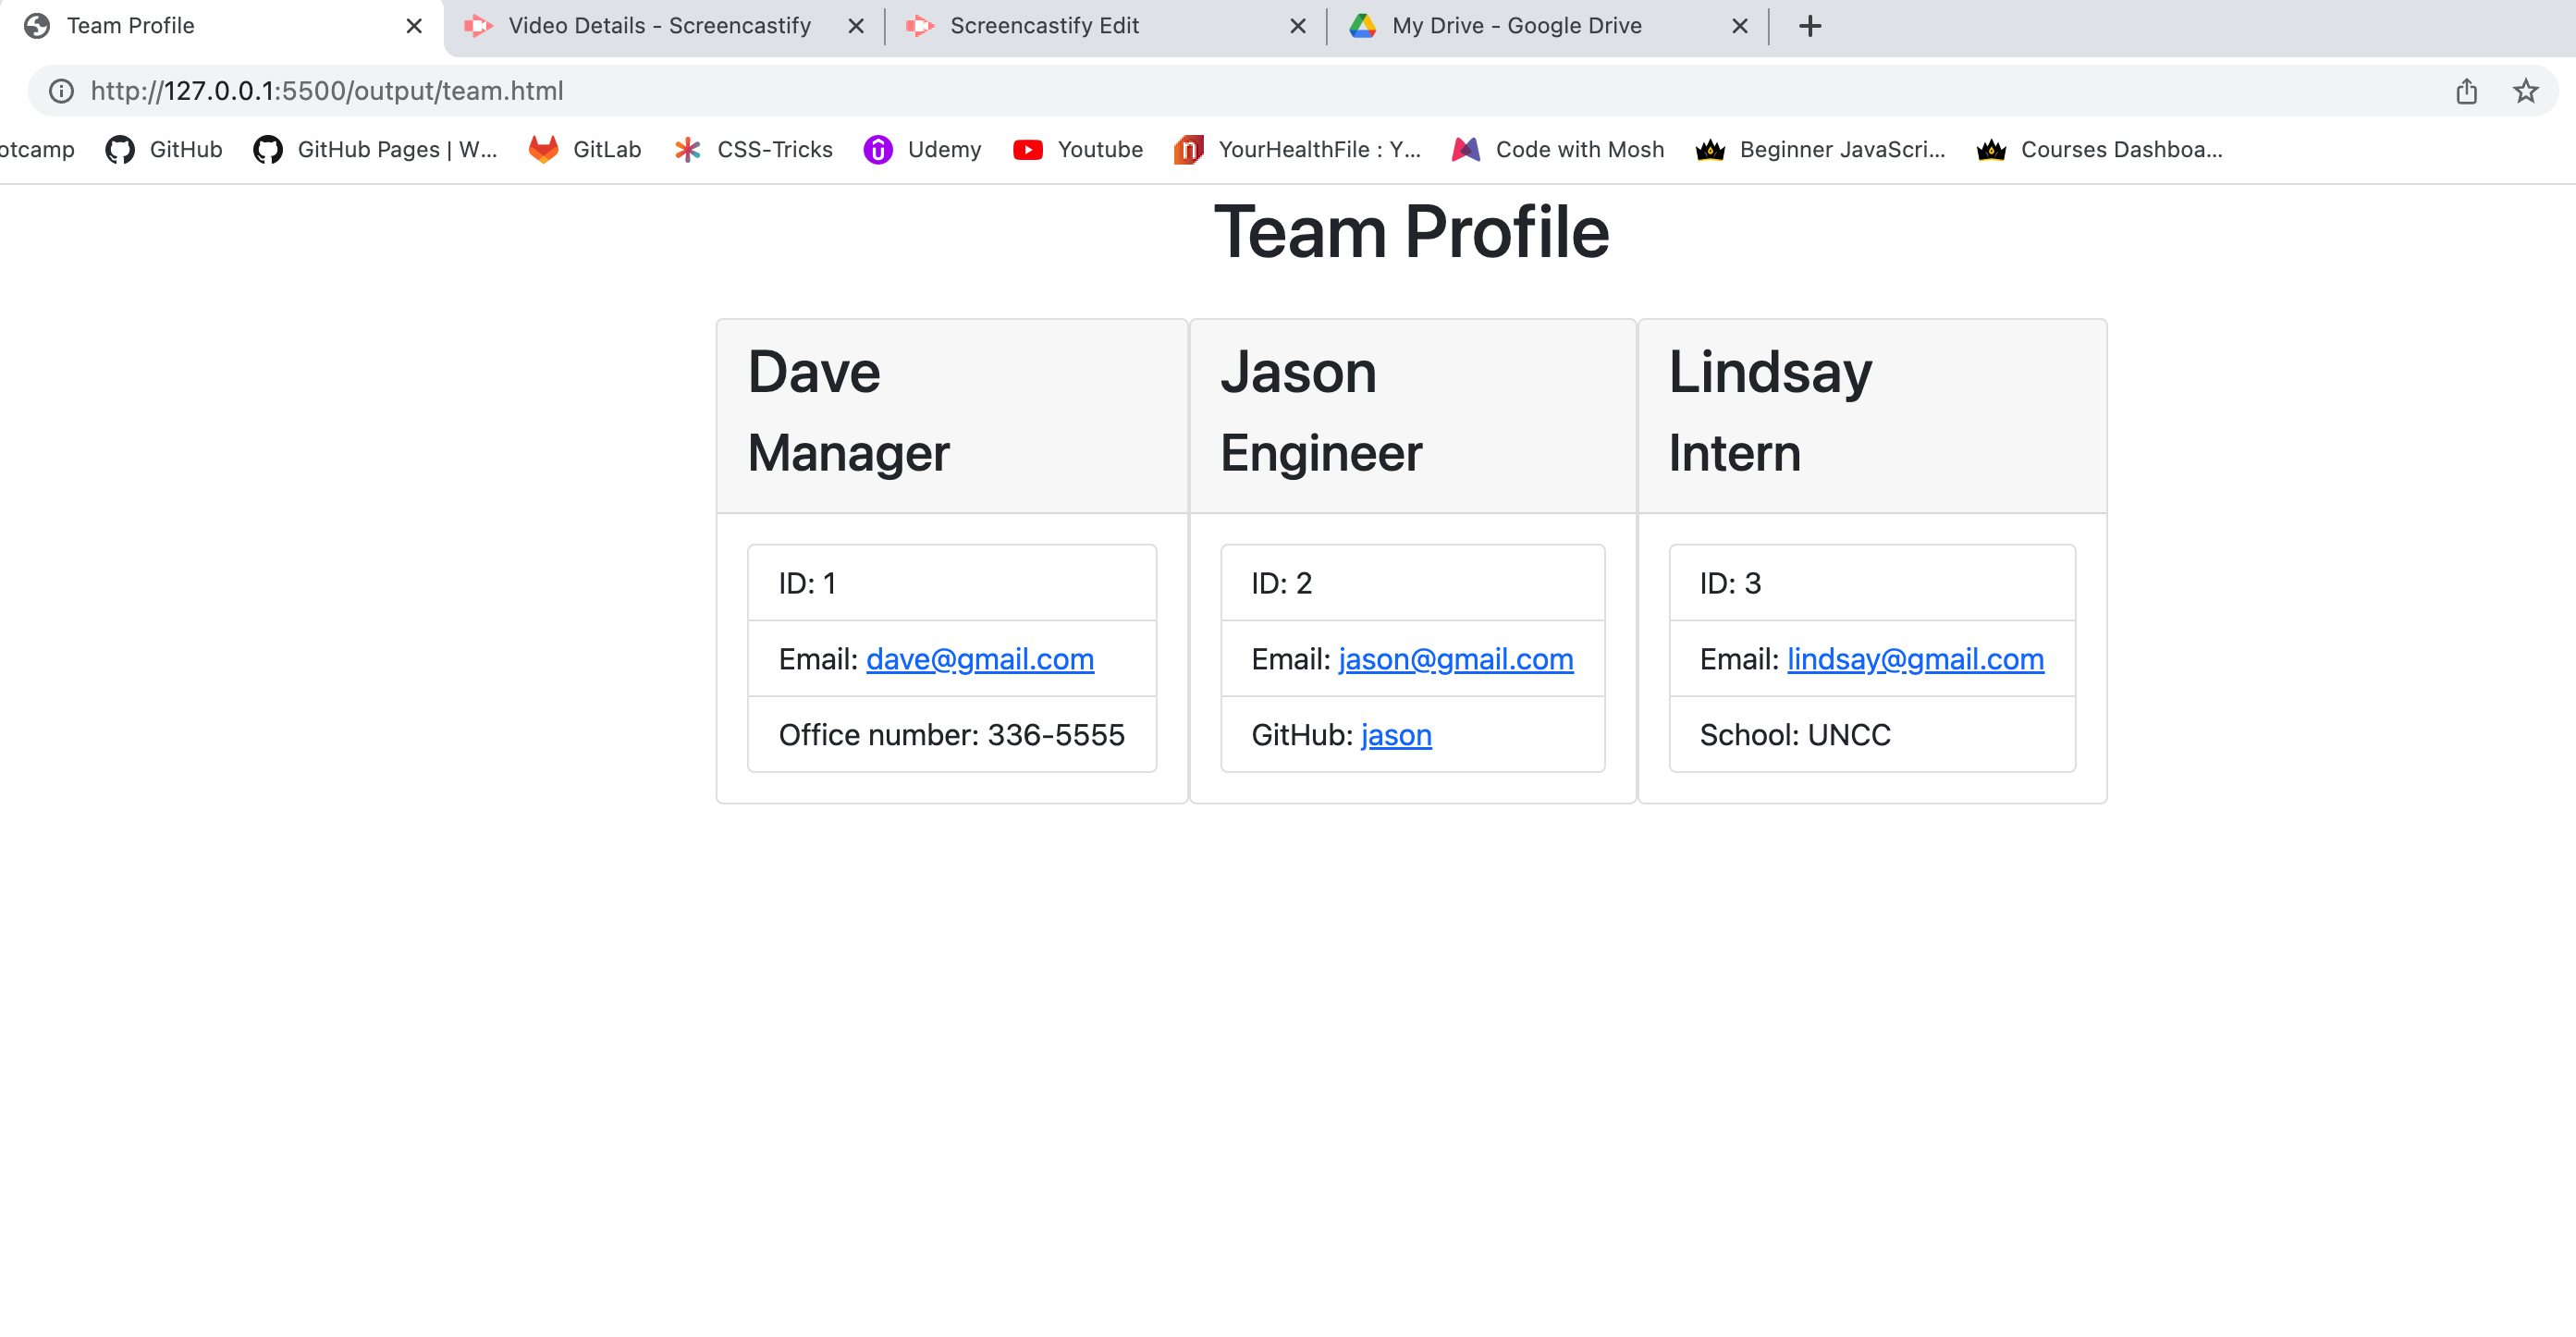 Team Profile
Video Details - Screencastify
Screencastify Edit
My Drive - Google Drive
http://127.0.0.1:5500/output/team.html
otcamp
GitHub
GitHub Pages | W...
GitLab
CSS-Tricks
Udemy
Youtube
YourHealthFile : Y...
Code with Mosh
Beginner JavaScri...
Courses Dashboa...
Team Profile
Dave
Manager
ID: 1
Email: dave@gmail.com
Office number: 336-5555
Jason
Engineer
ID: 2
Email: jason@gmail.com
GitHub: jason
Lindsay
Intern
ID: 3
Email: lindsay@gmail.com
School: UNCC